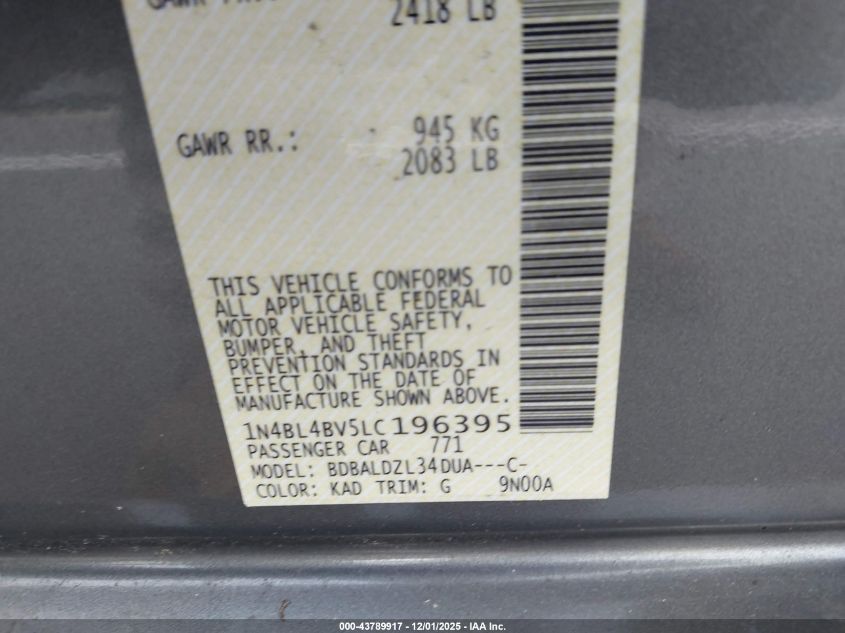 2418 LB
GAWR RR.: 945 KG
2083 LB
THIS VEHICLE CONFORMS TO
ALL APPLICABLE FEDERAL
MOTOR VEHICLE SAFETY,
BUMPER, AND THEFT
PREVENTION STANDARDS IN
EFFECT ON THE DATE OF
MANUFACTURE SHOWN ABOVE.
1N4BL4BV5LC196395
PASSENGER CAR 771
MODEL: BDBALDZL34DUA---C-
COLOR: KAD TRIM: G 9N00A
000-43789917 - 12/01/2025 - IAA Inc.